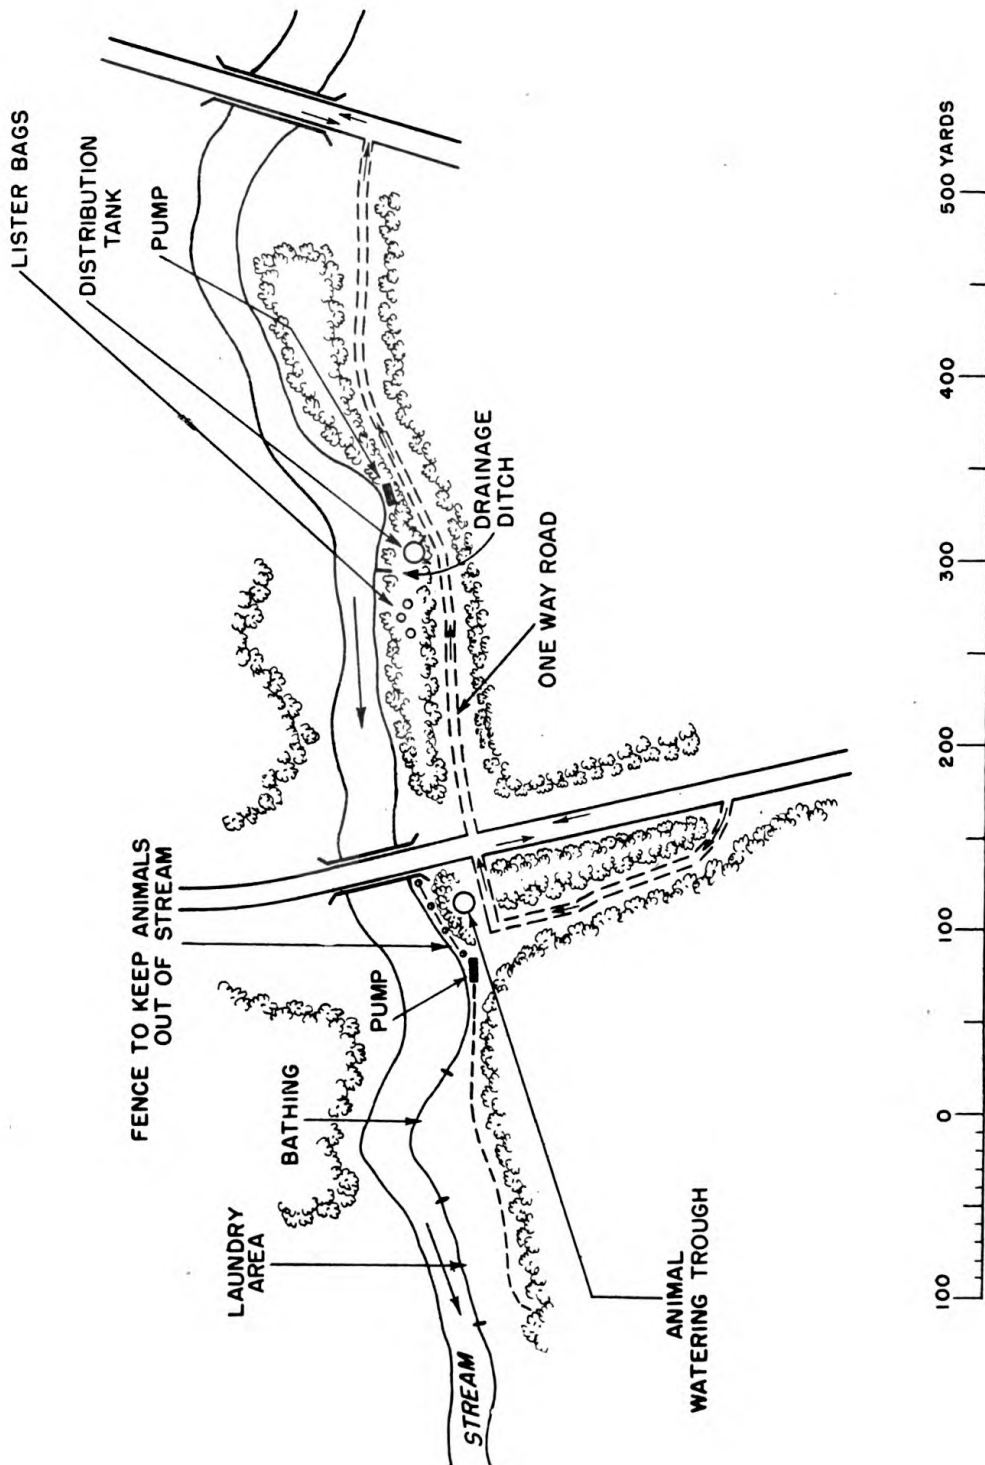 LISTER BAGS
DISTRIBUTION
TANK
PUMP
DRAINAGE
DITCH
ONE WAY ROAD
FENCE TO KEEP ANIMALS
OUT OF STREAM
PUMP
BATHING
LAUNDRY
AREA
STREAM
ANIMAL
WATERING TROUGH
100 0 100 200 300 400 500 YARDS